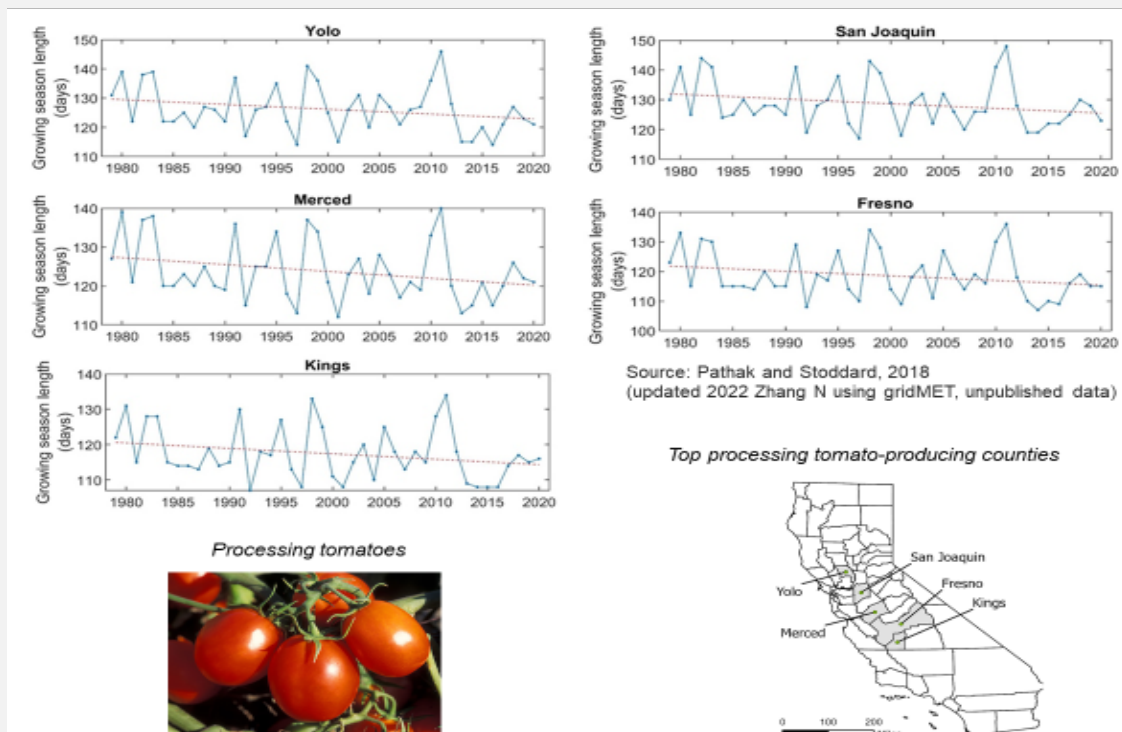 Yolo
Growing season length
(days)
150
140
130
120
110
1980 1985 1990 1995 2000 2005 2010 2015 2020
San Joaquin
Growing season length
(days)
150
140
130
120
110
1980 1985 1990 1995 2000 2005 2010 2015 2020
Merced
Growing season length
(days)
140
130
120
110
1980 1985 1990 1995 2000 2005 2010 2015 2020
Fresno
Growing season length
(days)
140
130
120
110
100
1980 1985 1990 1995 2000 2005 2010 2015 2020
Kings
Growing season length
(days)
140
130
120
110
1980 1985 1990 1995 2000 2005 2010 2015 2020
Source: Pathak and Stoddard, 2018
(updated 2022 Zhang N using gridMET, unpublished data)
Processing tomatoes
Top processing tomato-producing counties
San Joaquin
Fresno
Yolo
Kings
Merced
0 100 200